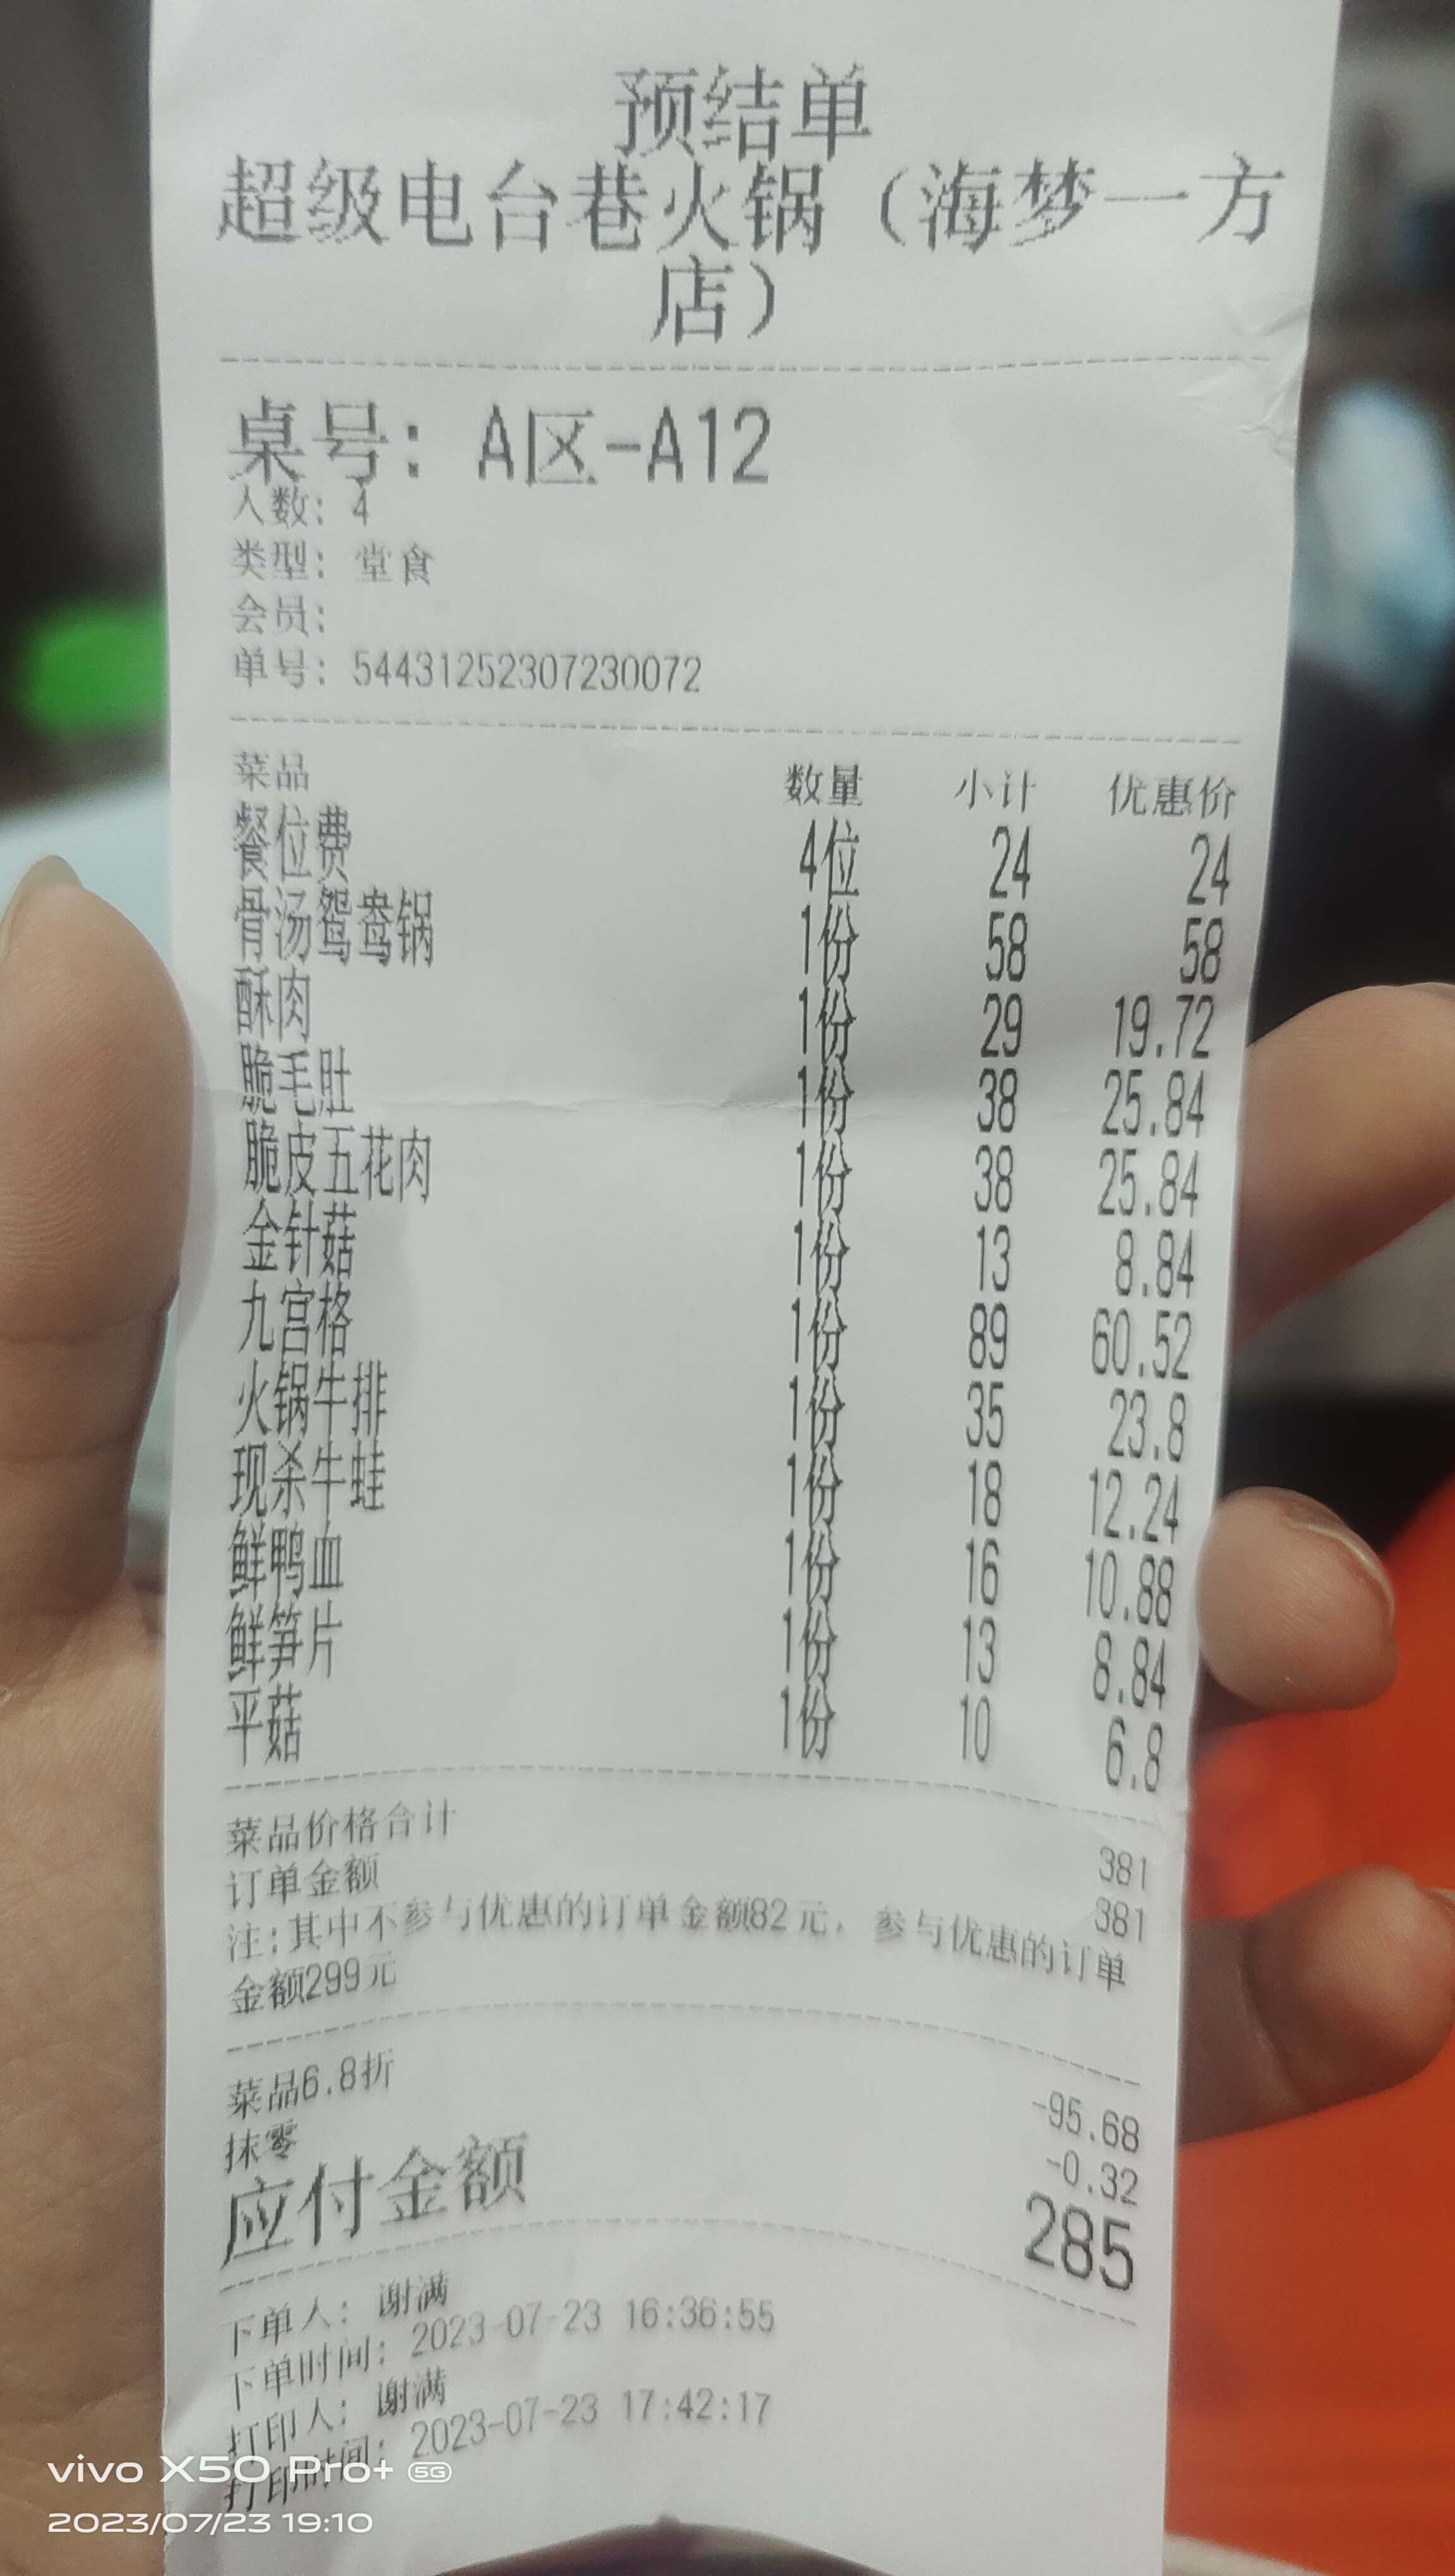 预结单
超级电台巷火锅（海梦一方
店）
桌号： A区-A12
人数： 4
类型： 堂食
会员：
单号： 54431252307230072
菜品 数量 小计 优惠价
餐位费 4位 24 24
骨汤鸳鸯锅 1份 58 58
酥肉 1份 29 19.72
脆毛肚 1份 38 25.84
脆皮五花肉 1份 38 25.84
金针菇 1份 13 8.84
九宫格 1份 89 60.52
火锅牛排 1份 35 23.8
现杀牛蛙 1份 18 12.24
鲜鸭血 1份 16 10.88
鲜笋片 1份 13 8.84
平菇 1份 10 6.8
菜品价格合计 381
订单金额 381
注:其中不参与优惠的订单金额82元，参与优惠的订单
金额299元
菜品6.8折 -95.68
抹零 -0.32
应付金额 285
下单人： 谢满
下单时间： 2023-07-23 16:36:55
打印人： 谢满
打印时间： 2023-07-23 17:42:17
vivo X50 Pro+ 5G
2023/07/23 19:10